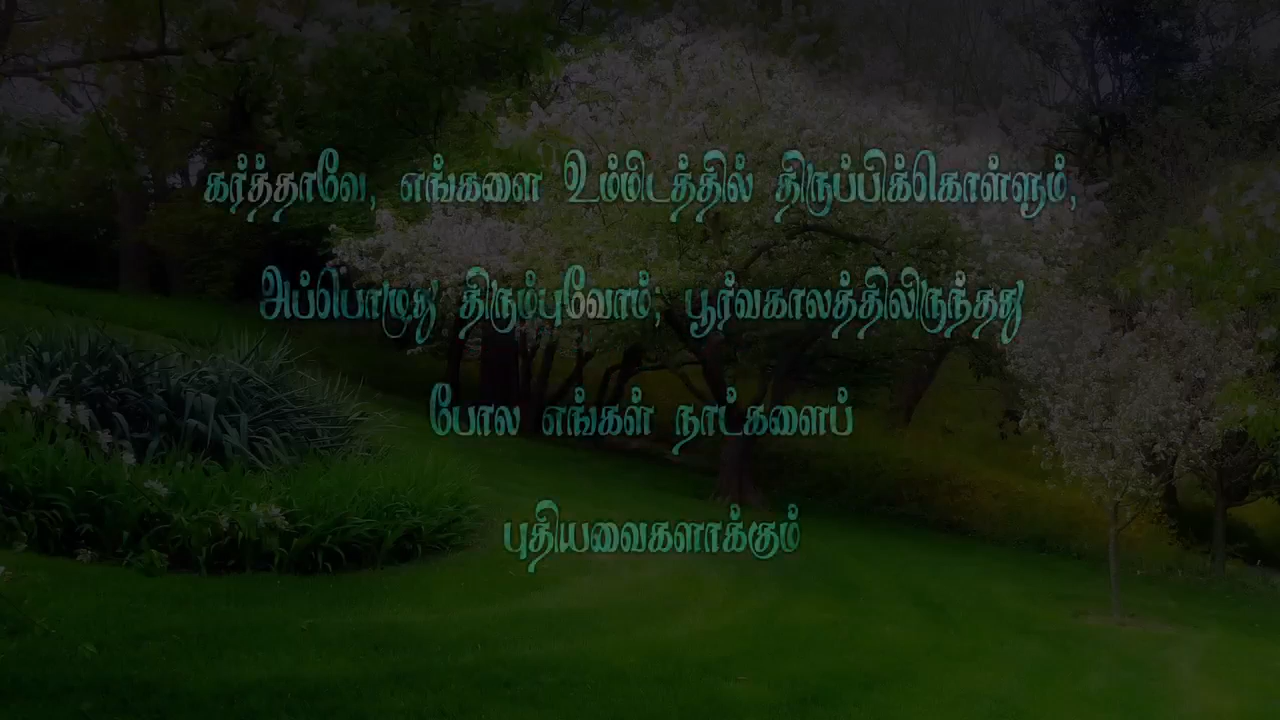 கர்த்தாவே, எங்களை உம்மிடத்தில் திருப்பிக்கொள்ளும்;
அப்பொழுது திரும்புவோம்; பூர்வகாலத்திலிருந்தது
போல எங்கள் நாட்களைப்
புதியவைகளாக்கும்